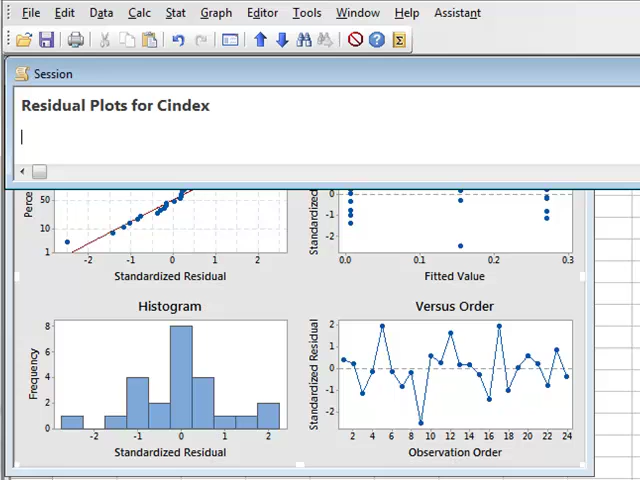 File Edit Data Calc Stat Graph Editor Tools Window Help Assistant
Session
Residual Plots for Cindex
50
10
1
-2 -1 0 1 2
Standardized Residual
0
-2
0.0 0.1 0.2 0.3
Fitted Value
Standardized
Histogram
Frequency
8
6
4
2
0
-2 -1 0 1 2
Standardized Residual
Versus Order
Standardized Residual
2
1
0
-1
-2
2 4 6 8 10 12 14 16 18 20 22 24
Observation Order